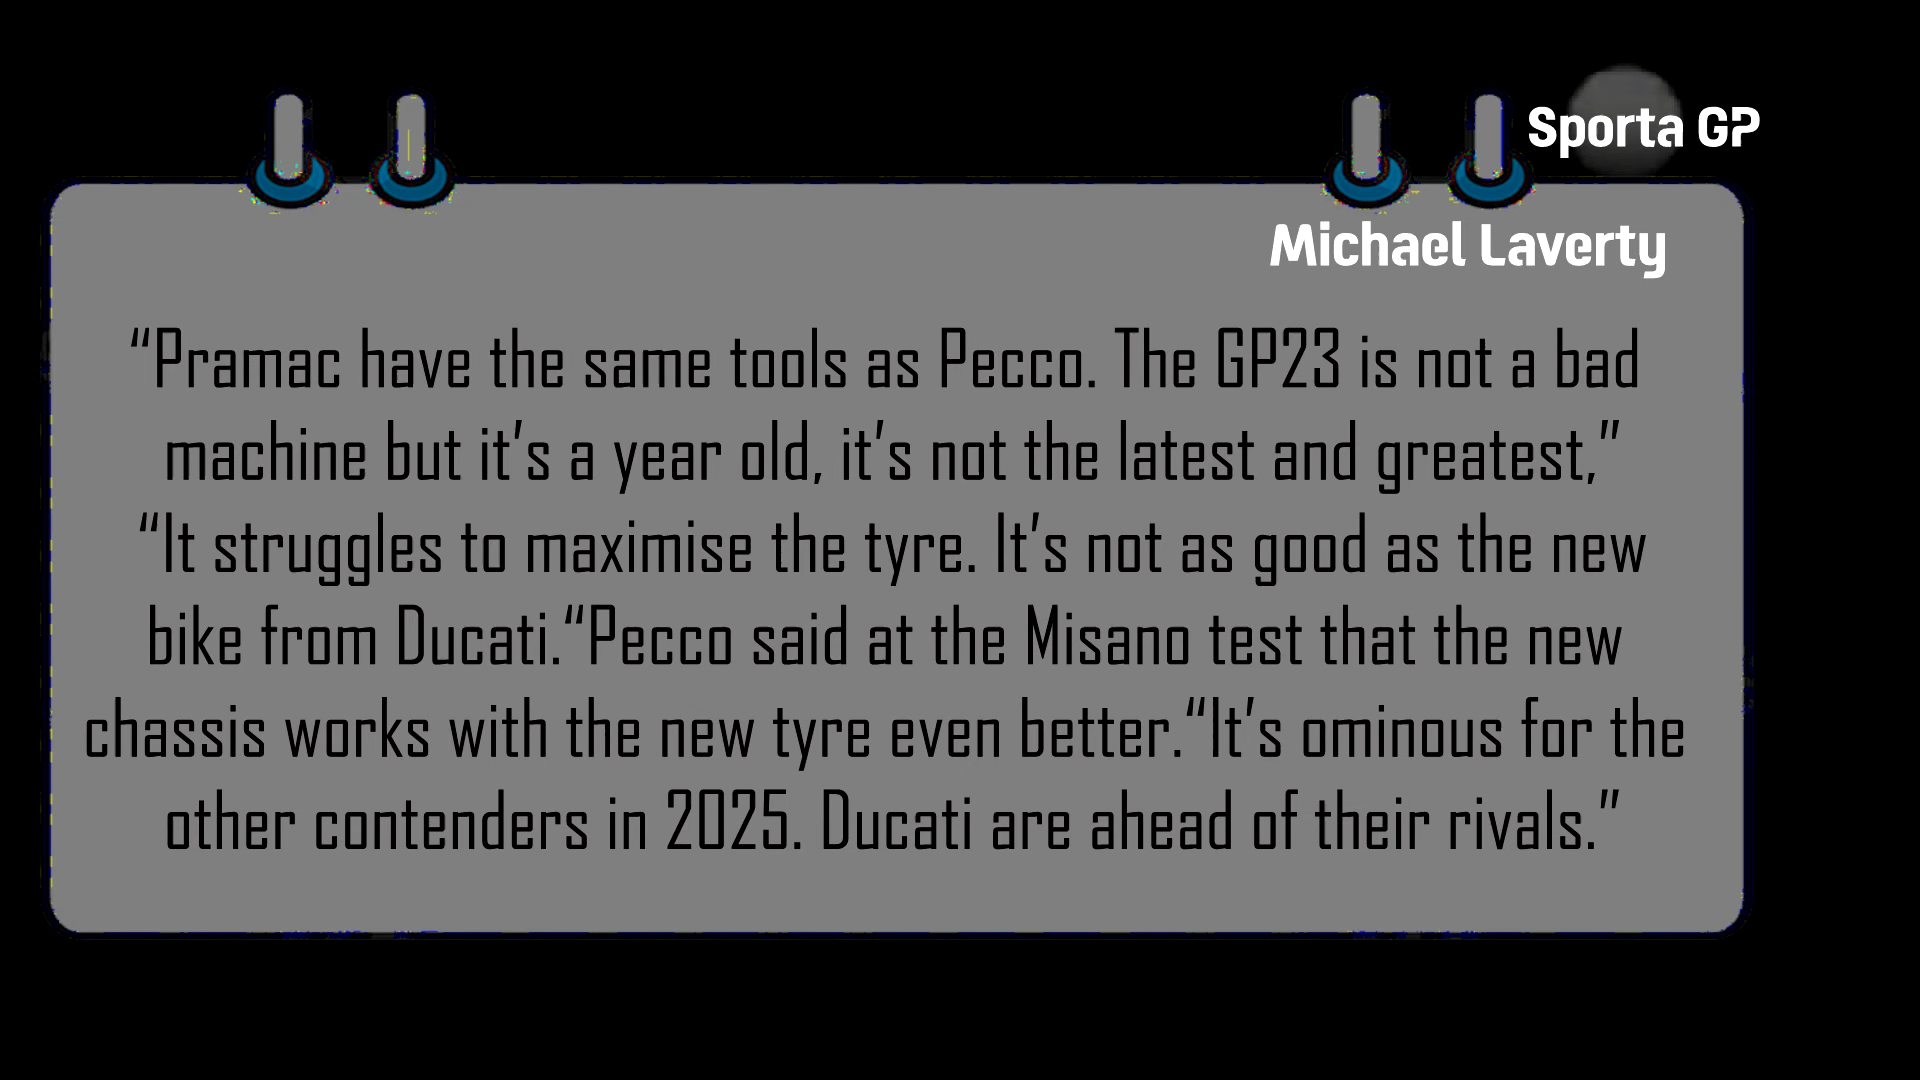 Sporta GP
Michael Laverty
“Pramac have the same tools as Pecco. The GP23 is not a bad
machine but it’s a year old, it’s not the latest and greatest,”
“It struggles to maximise the tyre. It’s not as good as the new
bike from Ducati.“Pecco said at the Misano test that the new
chassis works with the new tyre even better.“It’s ominous for the
other contenders in 2025. Ducati are ahead of their rivals.”